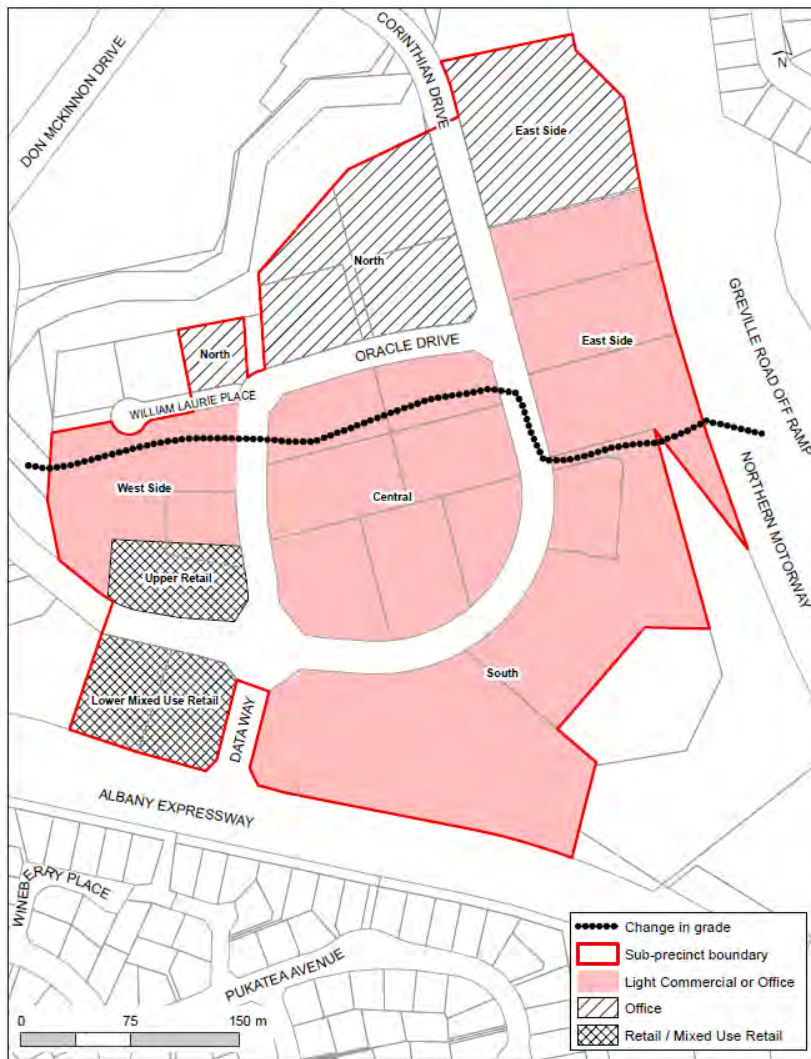 CORINTHIAN DRIVE
DON MCKINNON DRIVE
N
East Side
North
GREVILLE ROAD OFF RAMP
East Side
ORACLE DRIVE
North
WILLIAM LAURIE PLACE
West Side
Central
NORTHERN MOTORWAY
Upper Retail
South
Lower Mixed Use Retail
DATA WAY
ALBANY EXPRESSWAY
WINEBERRY PLACE
PUKATEA AVENUE
Change in grade
Sub-precinct boundary
Light Commercial or Office
Office
Retail / Mixed Use Retail
0 75 150 m